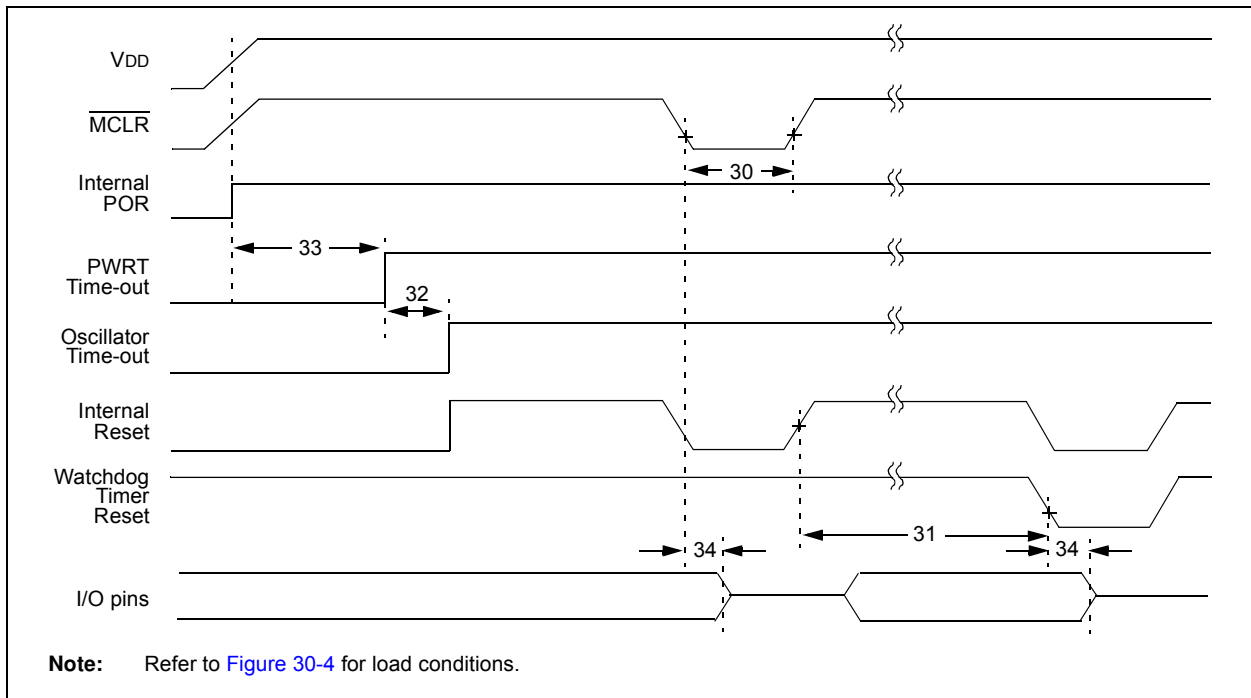 VDD
MCLR
30
Internal
POR
33
PWRT
Time-out
32
Oscillator
Time-out
Internal
Reset
Watchdog
Timer
Reset
31
34
34
I/O pins
Note: Refer to Figure 30-4 for load conditions.